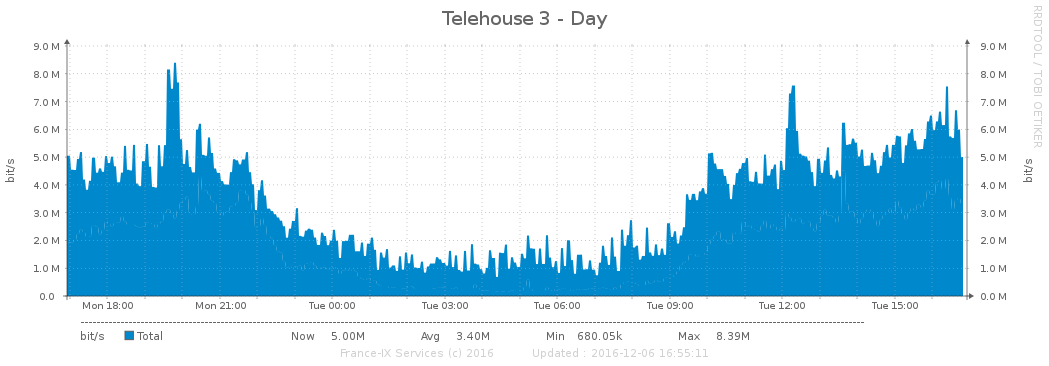 Telehouse 3 - Day
RRDTOOL / TOBI OETIKER
bit/s
9.0 M 9.0 M
8.0 M 8.0 M
7.0 M 7.0 M
6.0 M 6.0 M
5.0 M 5.0 M
4.0 M 4.0 M
3.0 M 3.0 M
2.0 M 2.0 M
1.0 M 1.0 M
0.0 0.0 M
bit/s
Mon 18:00 Mon 21:00 Tue 00:00 Tue 03:00 Tue 06:00 Tue 09:00 Tue 12:00 Tue 15:00
bit/s Total Now 5.00M Avg 3.40M Min 680.05k Max 8.39M
France-IX Services (c) 2016 Updated : 2016-12-06 16:55:11